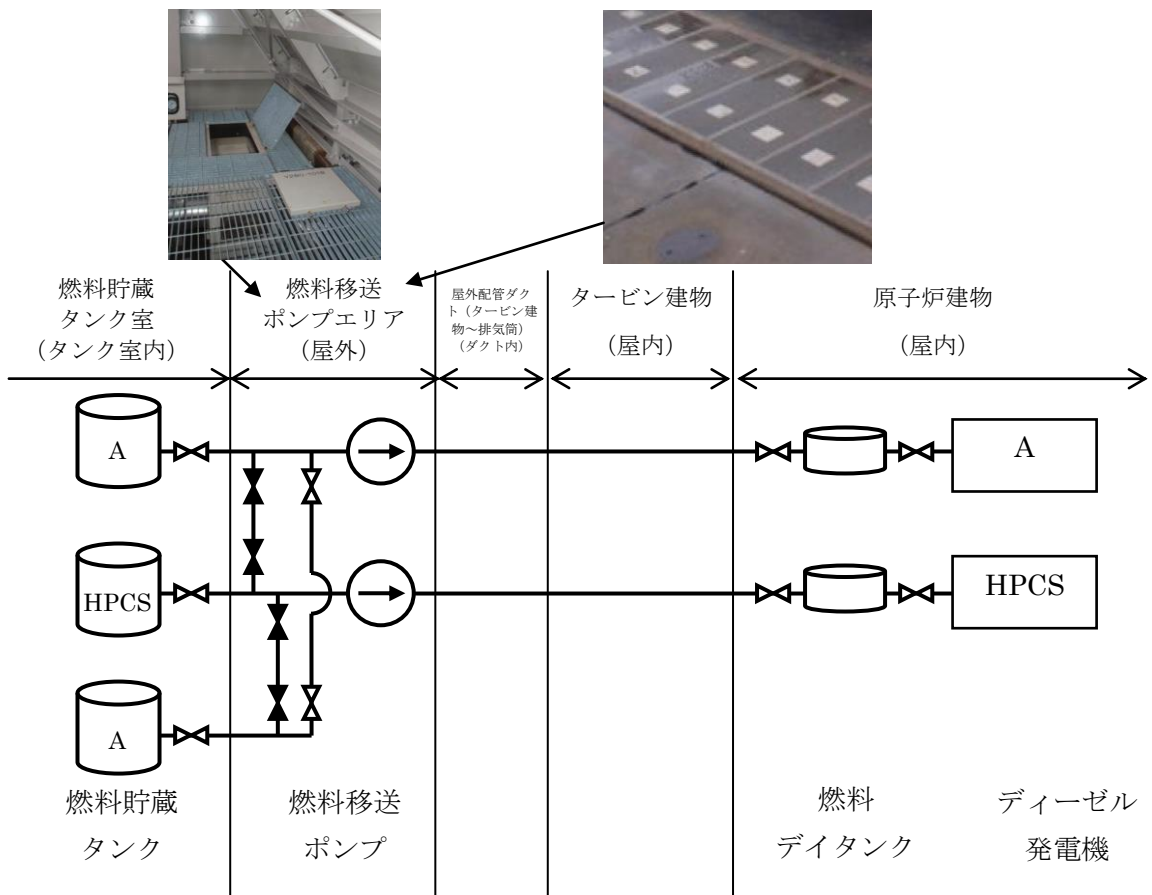 燃料貯蔵
タンク室
（タンク室内）
燃料移送
ポンプエリア
（屋外）
屋外配管ダク
ト（タービン建
物～排気筒）
（ダクト内）
タービン建物
（屋内）
原子炉建物
（屋内）
A
A
HPCS
HPCS
A
燃料貯蔵
タンク
燃料移送
ポンプ
燃料
デイタンク
ディーゼル
発電機